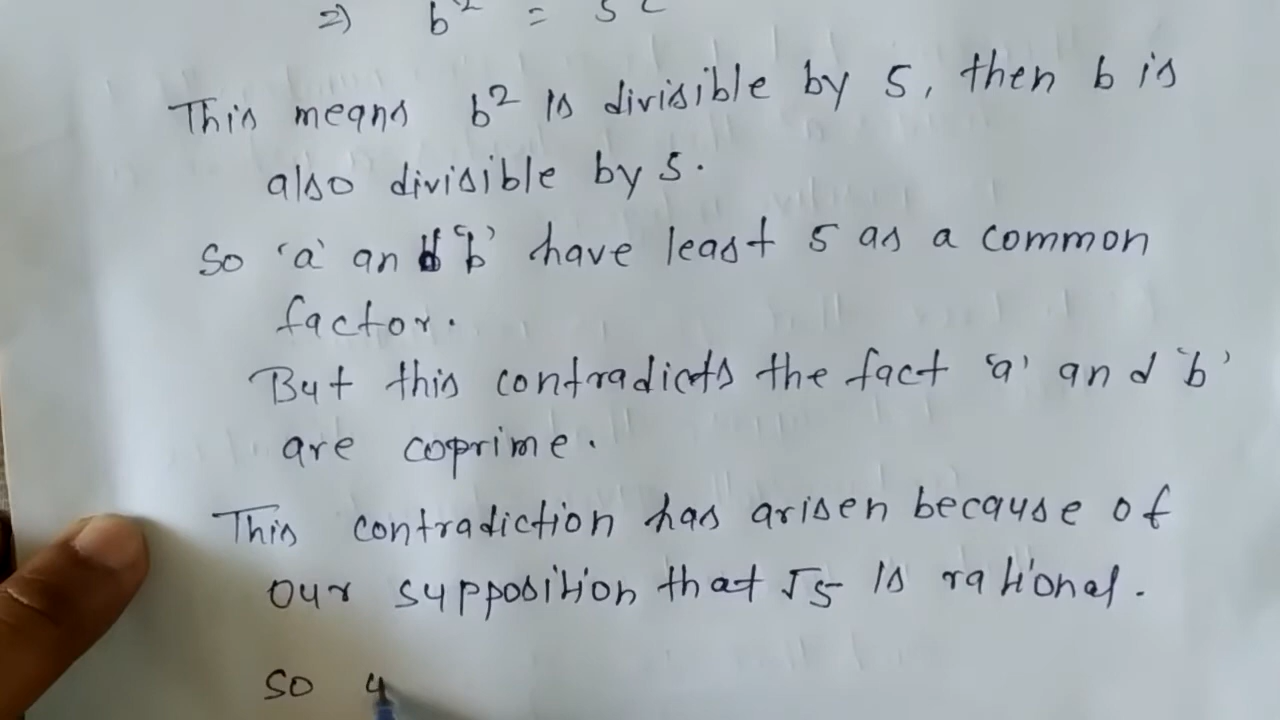 => b² = 5c
This means b² is divisible by 5, then b is
also divisible by 5.
So 'a' and 'b' have least 5 as a common
factor.
But this contradicts the fact 'a' and 'b'
are coprime.
This contradiction has arisen because of
our supposition that √5 is rational.
So